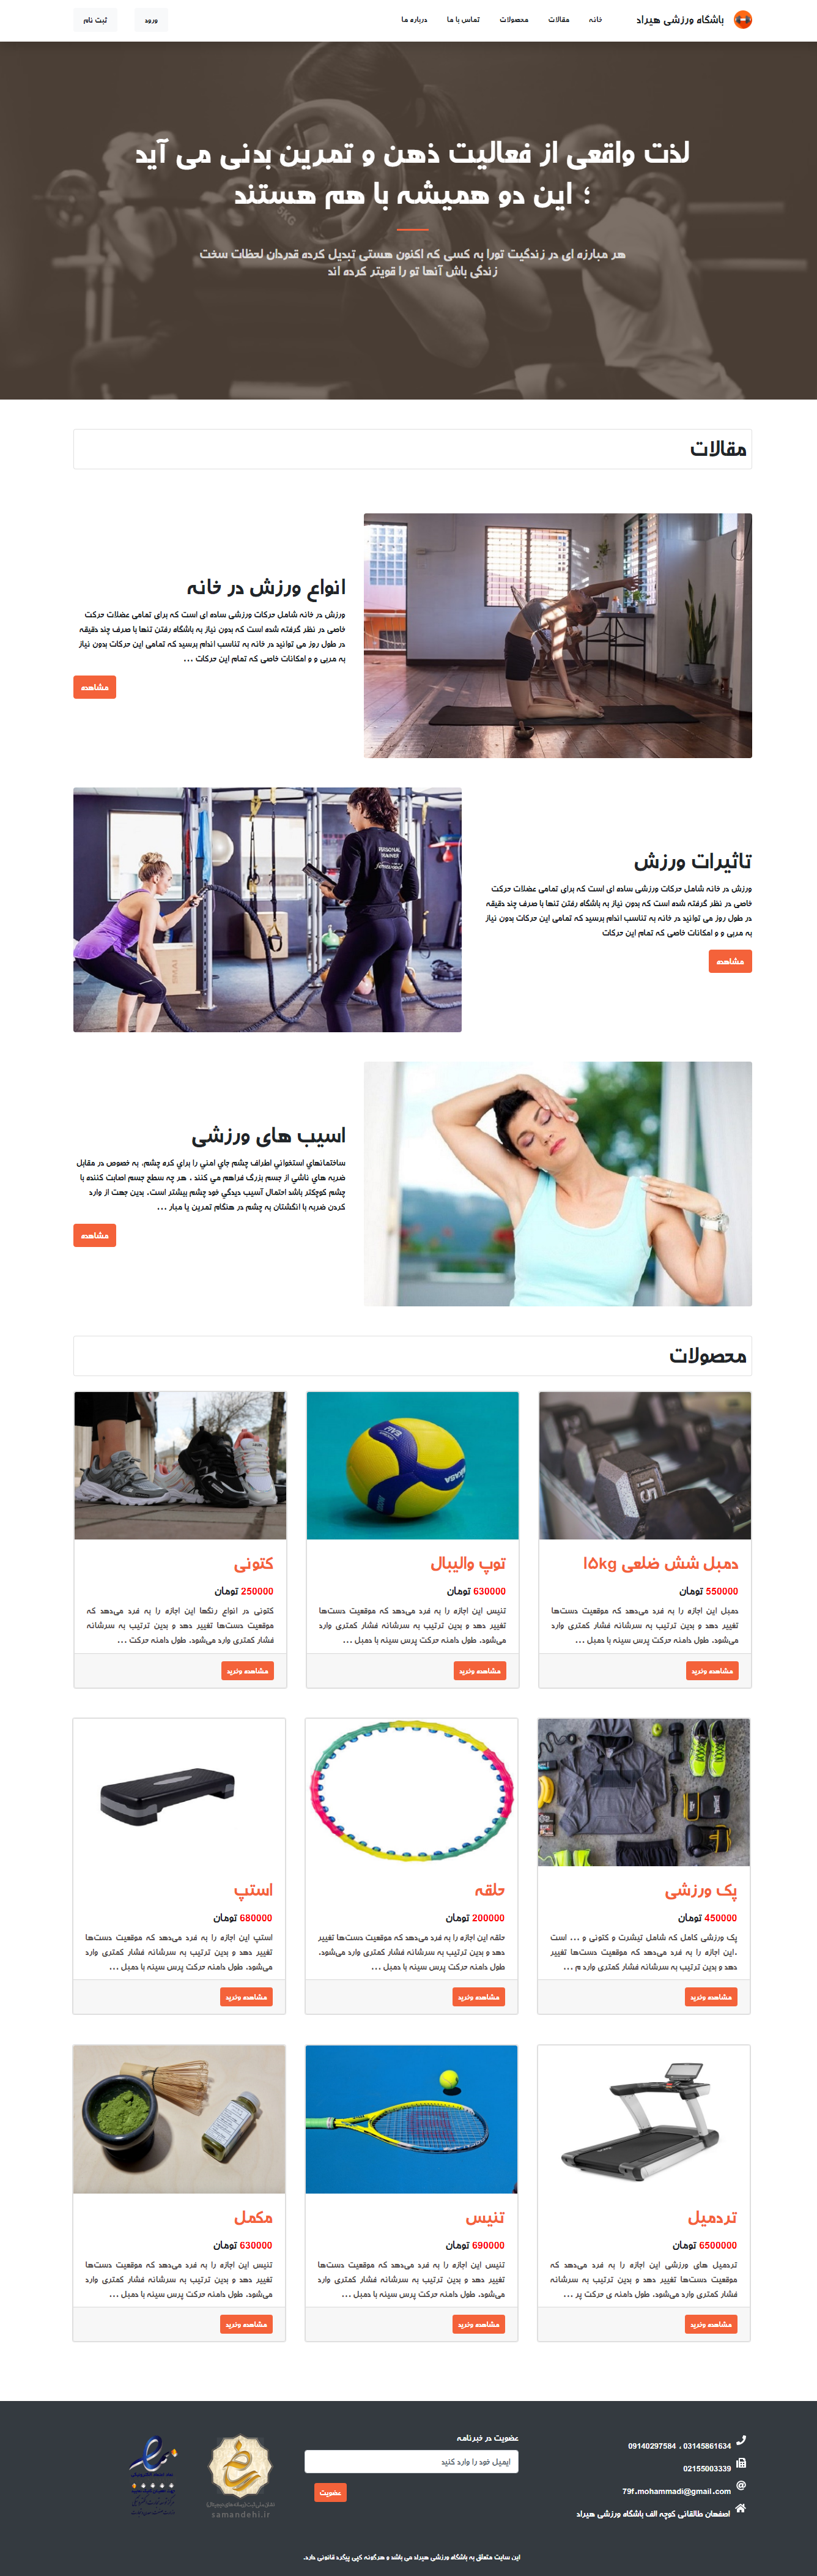 باشگاه ورزشی هیراد
خانه
مقالات
محصولات
تماس با ما
درباره ما
ورود
ثبت نام
لذت واقعی از فعالیت ذهن و تمرین بدنی می آید
؛ این دو همیشه با هم هستند
هر مبارزه ای در زندگیت تورا به کسی که اکنون هستی تبدیل کرده قدردان لحظات سخت
زندگی باش آنها تو را قویتر کرده اند
مقالات
انواع ورزش در خانه
ورزش در خانه شامل حرکات ورزشی ساده ای است که برای تمامی عضلات حرکت
خاصی در نظر گرفته شده است که بدون نیاز به باشگاه رفتن تنها با صرف چند دقیقه
در طول روز می توانید در خانه به تناسب اندام برسید که تمامی این حرکات بدون نیاز
به مربی و و امکانات خاصی که تمام این حرکات ...
مشاهده
تاثیرات ورزش
ورزش در خانه شامل حرکات ورزشی ساده ای است که برای تمامی عضلات حرکت
خاصی در نظر گرفته شده است که بدون نیاز به باشگاه رفتن تنها با صرف چند دقیقه
در طول روز می توانید در خانه به تناسب اندام برسید که تمامی این حرکات بدون نیاز
به مربی و و امکانات خاصی که تمام این حرکات
مشاهده
PERSONAL
TRAINER
اسیب های ورزشی
ساختمانهاي استخواني اطراف چشم جاي امني را براي كره چشم، به خصوص در مقابل
ضربه هاي ناشي از جسم بزرگ فراهم مي كنند . هر چه سطح جسم اصابت كننده با
چشم كوچكتر باشد احتمال آسيب ديدگي خود چشم بيشتر است. بدين جهت از وارد
كردن ضربه با انگشتان به چشم در هنگام تمرين يا مبار ...
مشاهده
محصولات
دمبل شش ضلعی 15kg
550000 تومان
دمبل این اجازه را به فرد می‌دهد که موقعیت دست‌ها
تغییر دهد و بدین ترتیب به سرشانه فشار کمتری وارد
می‌شود. طول دامنه حرکت پرس سینه با دمبل ...
مشاهده وخرید
توپ والیبال
630000 تومان
تنیس این اجازه را به فرد می‌دهد که موقعیت دست‌ها
تغییر دهد و بدین ترتیب به سرشانه فشار کمتری وارد
می‌شود. طول دامنه حرکت پرس سینه با دمبل ...
مشاهده وخرید
کتونی
250000 تومان
کتونی در انواع رنگها این اجازه را به فرد می‌دهد که
موقعیت دست‌ها تغییر دهد و بدین ترتیب به سرشانه
فشار کمتری وارد می‌شود. طول دامنه حرکت ...
مشاهده وخرید
پک ورزشی
450000 تومان
پک ورزشی کامل که شامل تیشرت و کتونی و ... است
.این اجازه را به فرد می‌دهد که موقعیت دست‌ها تغییر
دهد و بدین ترتیب به سرشانه فشار کمتری وارد م ...
مشاهده وخرید
حلقه
200000 تومان
حلقه این اجازه را به فرد می‌دهد که موقعیت دست‌ها تغییر
دهد و بدین ترتیب به سرشانه فشار کمتری وارد می‌شود.
طول دامنه حرکت پرس سینه با دمبل ...
مشاهده وخرید
استپ
680000 تومان
استپ این اجازه را به فرد می‌دهد که موقعیت دست‌ها
تغییر دهد و بدین ترتیب به سرشانه فشار کمتری وارد
می‌شود. طول دامنه حرکت پرس سینه با دمبل ...
مشاهده وخرید
تردمیل
6500000 تومان
تردمیل های ورزشی این اجازه را به فرد می‌دهد که
موقعیت دست‌ها تغییر دهد و بدین ترتیب به سرشانه
فشار کمتری وارد می‌شود. طول دامنه ی حرکت پر ...
مشاهده وخرید
تنیس
690000 تومان
تنیس این اجازه را به فرد می‌دهد که موقعیت دست‌ها
تغییر دهد و بدین ترتیب به سرشانه فشار کمتری وارد
می‌شود. طول دامنه حرکت پرس سینه با دمبل ...
مشاهده وخرید
مکمل
630000 تومان
تنیس این اجازه را به فرد می‌دهد که موقعیت دست‌ها
تغییر دهد و بدین ترتیب به سرشانه فشار کمتری وارد
می‌شود. طول دامنه حرکت پرس سینه با دمبل ...
مشاهده وخرید
03145861634 ، 09140297584
02155003339
79f.mohammadi@gmail.com
اصفهان طالقانی کوچه الف باشگاه ورزشی هیراد
عضویت در خبرنامه
ایمیل خود را وارد کنید
عضویت
samandehi.ir
این سایت متعلق به باشگاه ورزشی هیراد می باشد و هرگونه کپی پیگرد قانونی دارد.